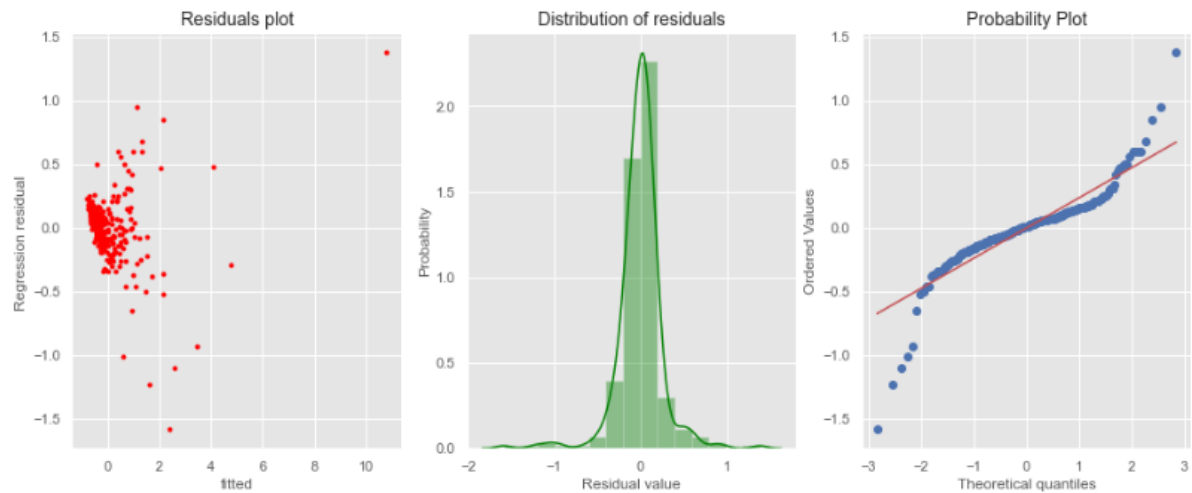 Residuals plot
1.5
1.0
0.5
0.0
−0.5
−1.0
−1.5
Regression residual
0 2 4 6 8 10
fitted
Distribution of residuals
2.0
1.5
1.0
0.5
0.0
Probability
−2 −1 0 1
Residual value
Probability Plot
1.5
1.0
0.5
0.0
−0.5
−1.0
−1.5
Ordered Values
−3 −2 −1 0 1 2 3
Theoretical quantiles